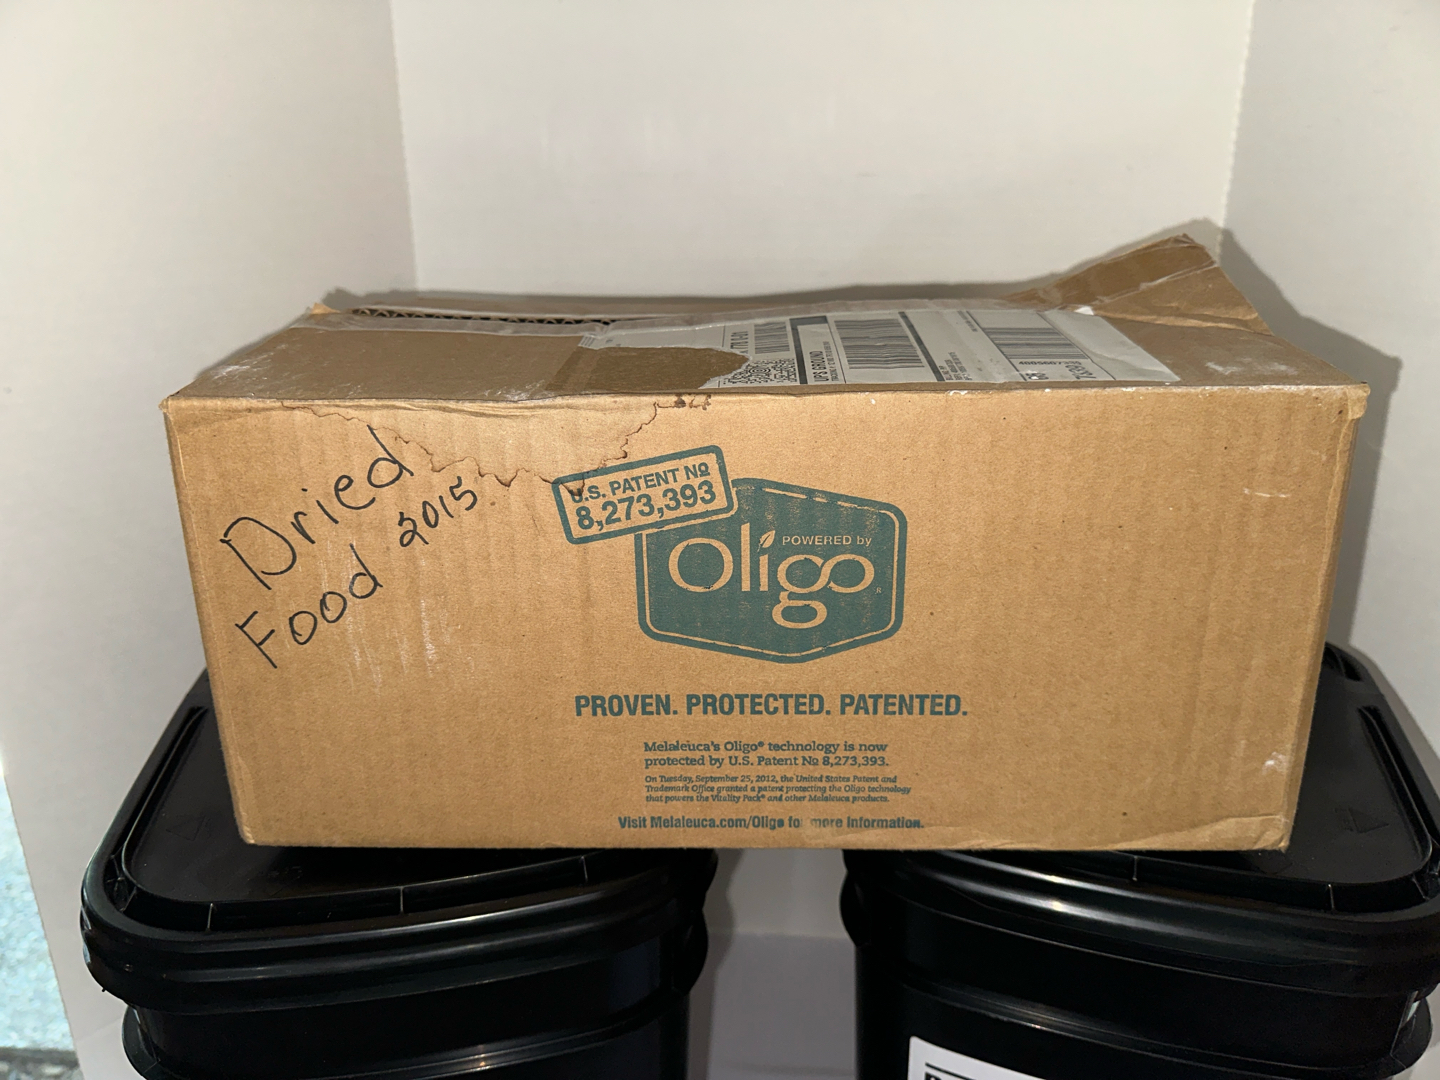 UPS GROUND
Dried
Food 2015
U.S. PATENT No
8,273,393
POWERED by
Oligo®
PROVEN. PROTECTED. PATENTED.
Melaleuca's Oligo® technology is now
protected by U.S. Patent No 8,273,393.
On Tuesday, September 25, 2012, the United States Patent and
Trademark Office granted a patent protecting the Oligo technology
that powers the Vitality Pack® and other Melaleuca products.
Visit Melaleuca.com/Oligo fo more information.